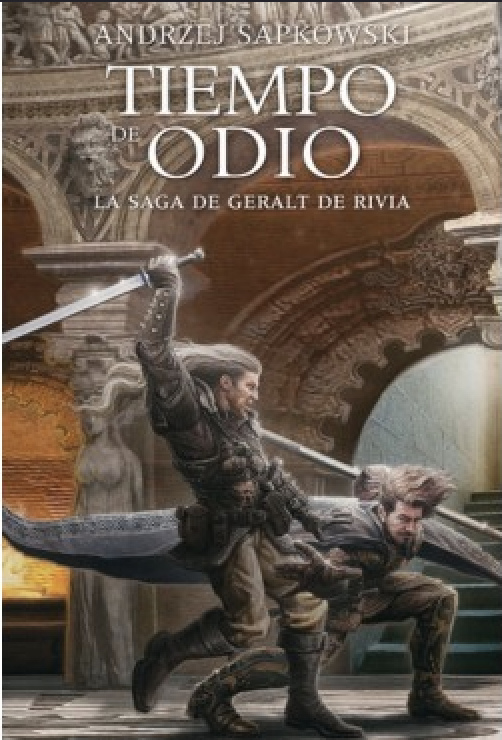 ANDRZEJ SAPKOWSKI
TIEMPO
DE ODIO
LA SAGA DE GERALT DE RIVIA